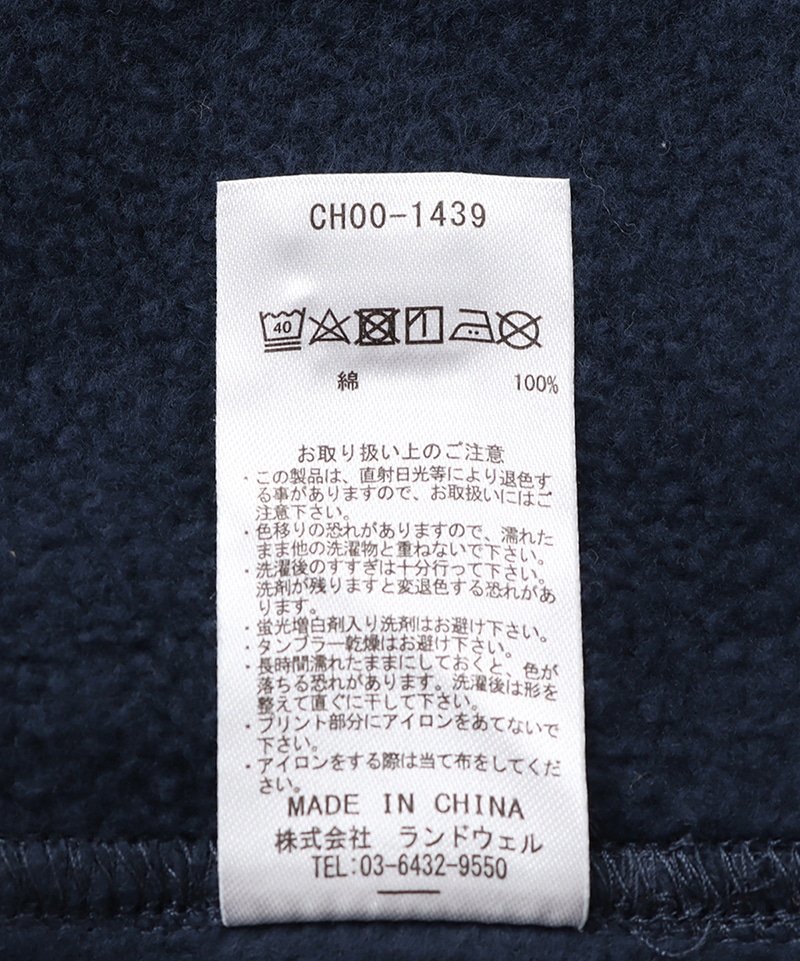 CH00-1439
40
綿 100%
お取り扱い上のご注意
・この製品は、直射日光等により退色す
る事がありますので、お取扱いにはご
注意下さい。
・色移りの恐れがありますので、濡れた
まま他の洗濯物と重ねないで下さい。
・洗濯後のすすぎは十分行って下さい。
洗剤が残りますと変退色する恐れがあ
ります。
・蛍光増白剤入り洗剤はお避け下さい。
・タンブラー乾燥はお避け下さい。
・長時間濡れたままにしておくと、色が
落ちる恐れがあります。洗濯後は形を
整えて直ぐに干して下さい。
・プリント部分にアイロンをあてないで
下さい。
・アイロンをする際は当て布をしてくだ
さい。
MADE IN CHINA
株式会社 ランドウェル
TEL:03-6432-9550